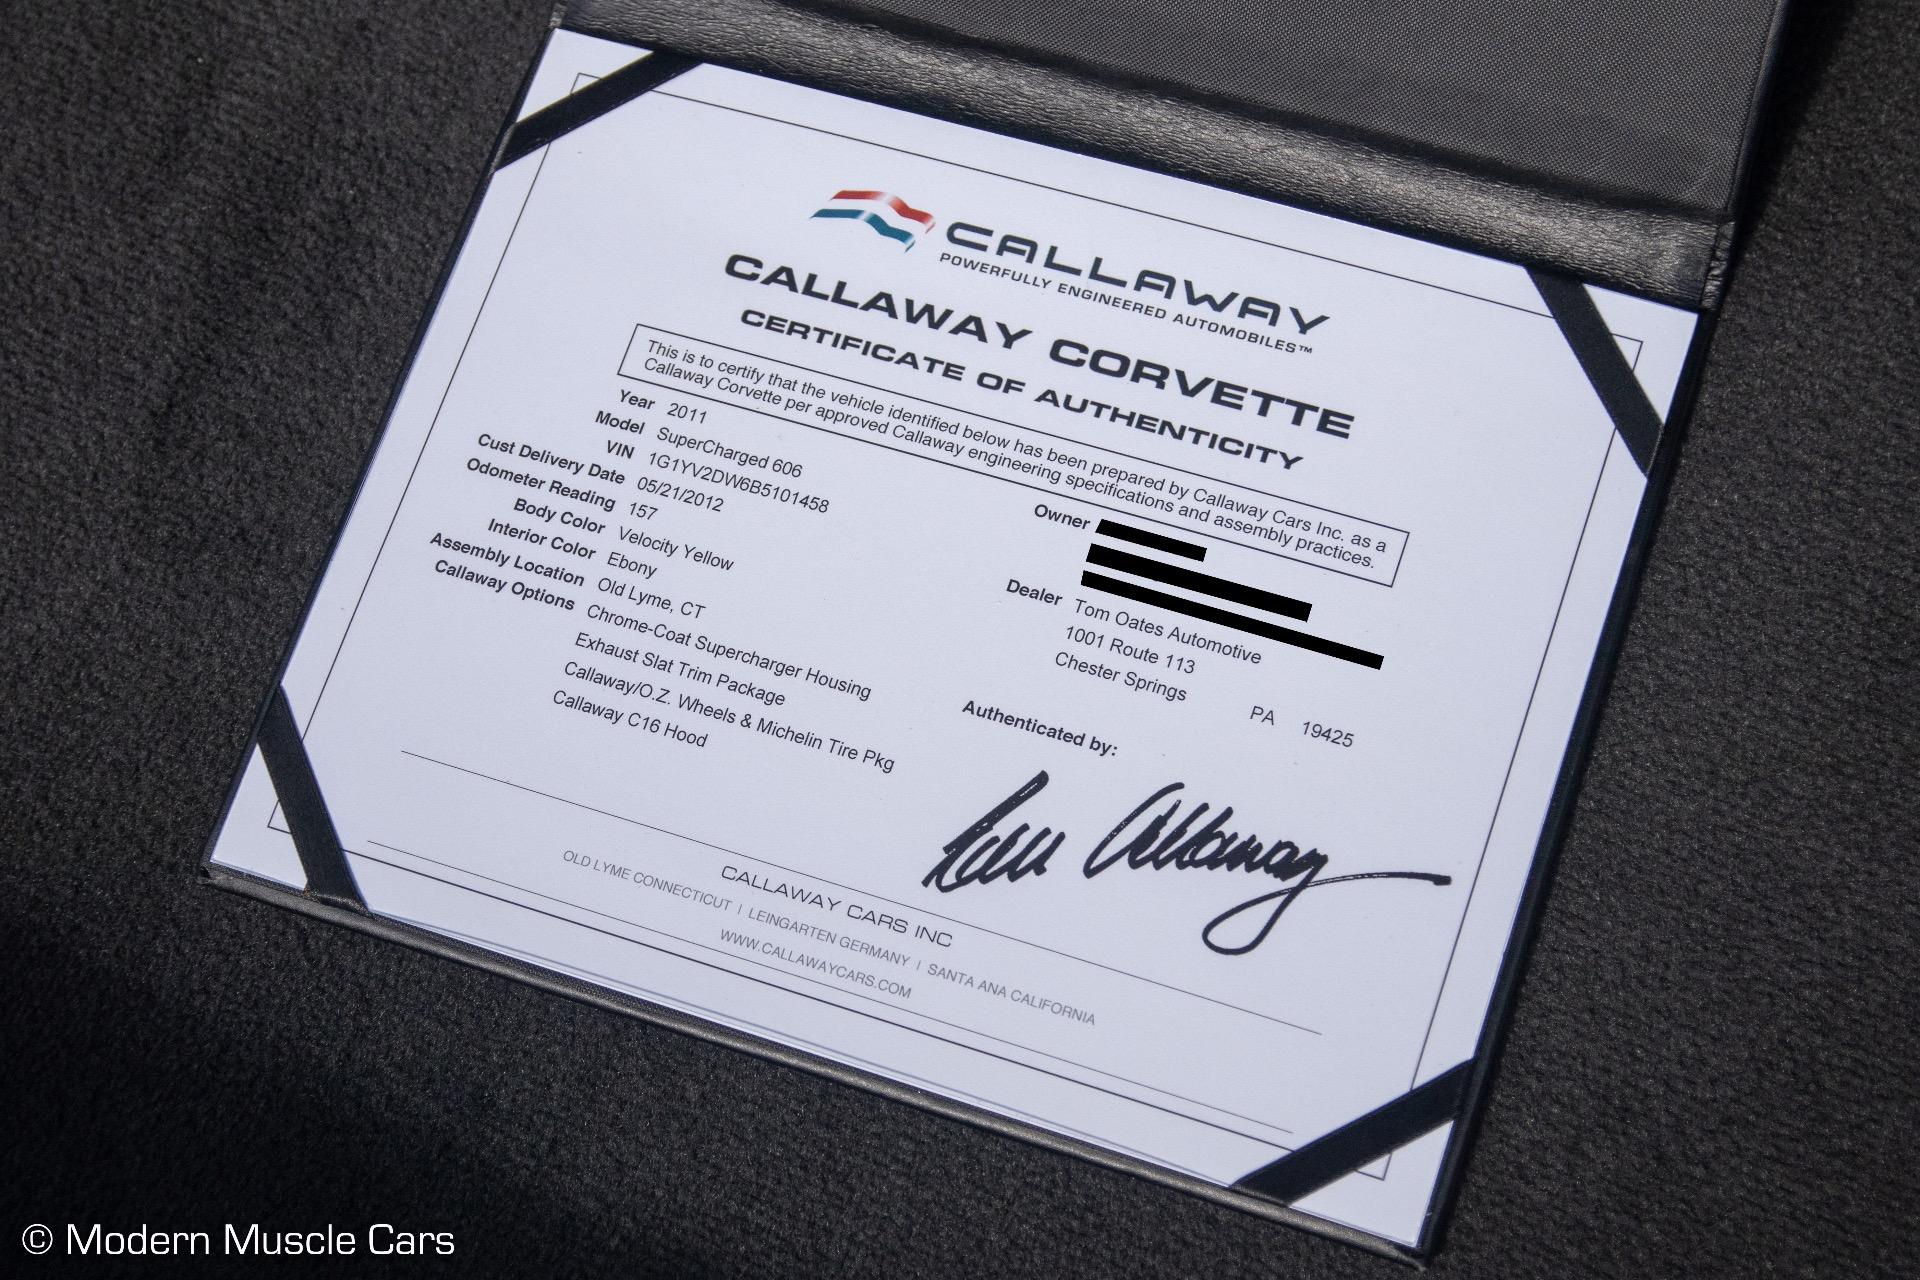 CALLAWAY
POWERFULLY ENGINEERED AUTOMOBILES™
CALLAWAY CORVETTE
CERTIFICATE OF AUTHENTICITY
This is to certify that the vehicle identified below has been prepared by Callaway Cars Inc. as a
Callaway Corvette per approved Callaway engineering specifications and assembly practices.
Year 2011
Model SuperCharged 606
VIN 1G1YV2DW6B5101458
Cust Delivery Date 05/21/2012
Odometer Reading 157
Body Color Velocity Yellow
Interior Color Ebony
Assembly Location Old Lyme, CT
Callaway Options Chrome-Coat Supercharger Housing
Exhaust Slat Trim Package
Callaway/O.Z. Wheels & Michelin Tire Pkg
Callaway C16 Hood
Owner
Dealer Tom Oates Automotive
1001 Route 113
Chester Springs PA 19425
Authenticated by:
Callaway
CALLAWAY CARS INC
OLD LYME CONNECTICUT | LEINGARTEN GERMANY | SANTA ANA CALIFORNIA
WWW.CALLAWAYCARS.COM
© Modern Muscle Cars